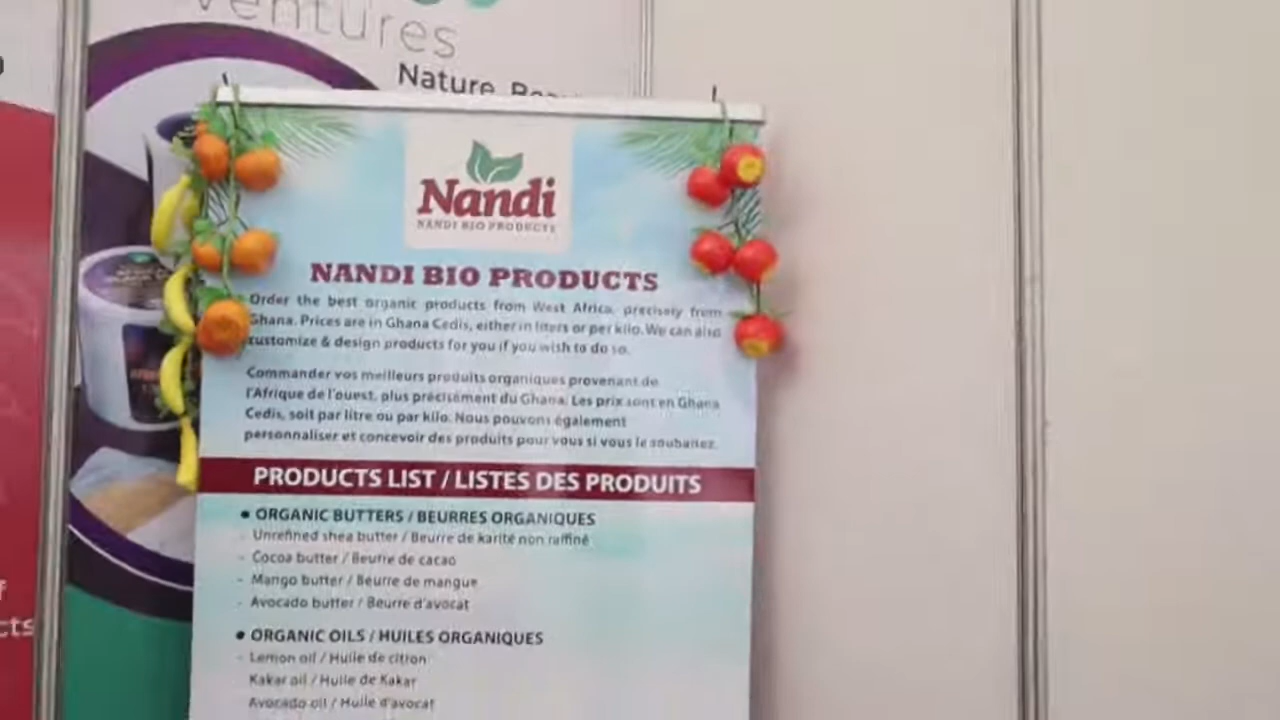 ventures
Nature
Nandi
NANDI BIO PRODUCTS
NANDI BIO PRODUCTS
Order the best organic products from West Africa, precisely from
Ghana. Prices are in Ghana Cedis, either in liters or per kilo. We can also
customize & design products for you if you wish to do so.
Commander vos meilleurs produits organiques provenant de
l'Afrique de l'ouest, plus précisément du Ghana. Les prix sont en Ghana
Cedis, soit par litre ou par kilo. Nous pouvons également
personnaliser et concevoir des produits pour vous si vous le souhaitez.
PRODUCTS LIST / LISTES DES PRODUITS
• ORGANIC BUTTERS / BEURRES ORGANIQUES
- Unrefined shea butter / Beurre de karité non raffiné
- Cocoa butter / Beurre de cacao
- Mango butter / Beurre de mangue
- Avocado butter / Beurre d'avocat
• ORGANIC OILS / HUILES ORGANIQUES
- Lemon oil / Huile de citron
Kakar oil / Huile de Kakar
Avocado oil / Huile d'avocat